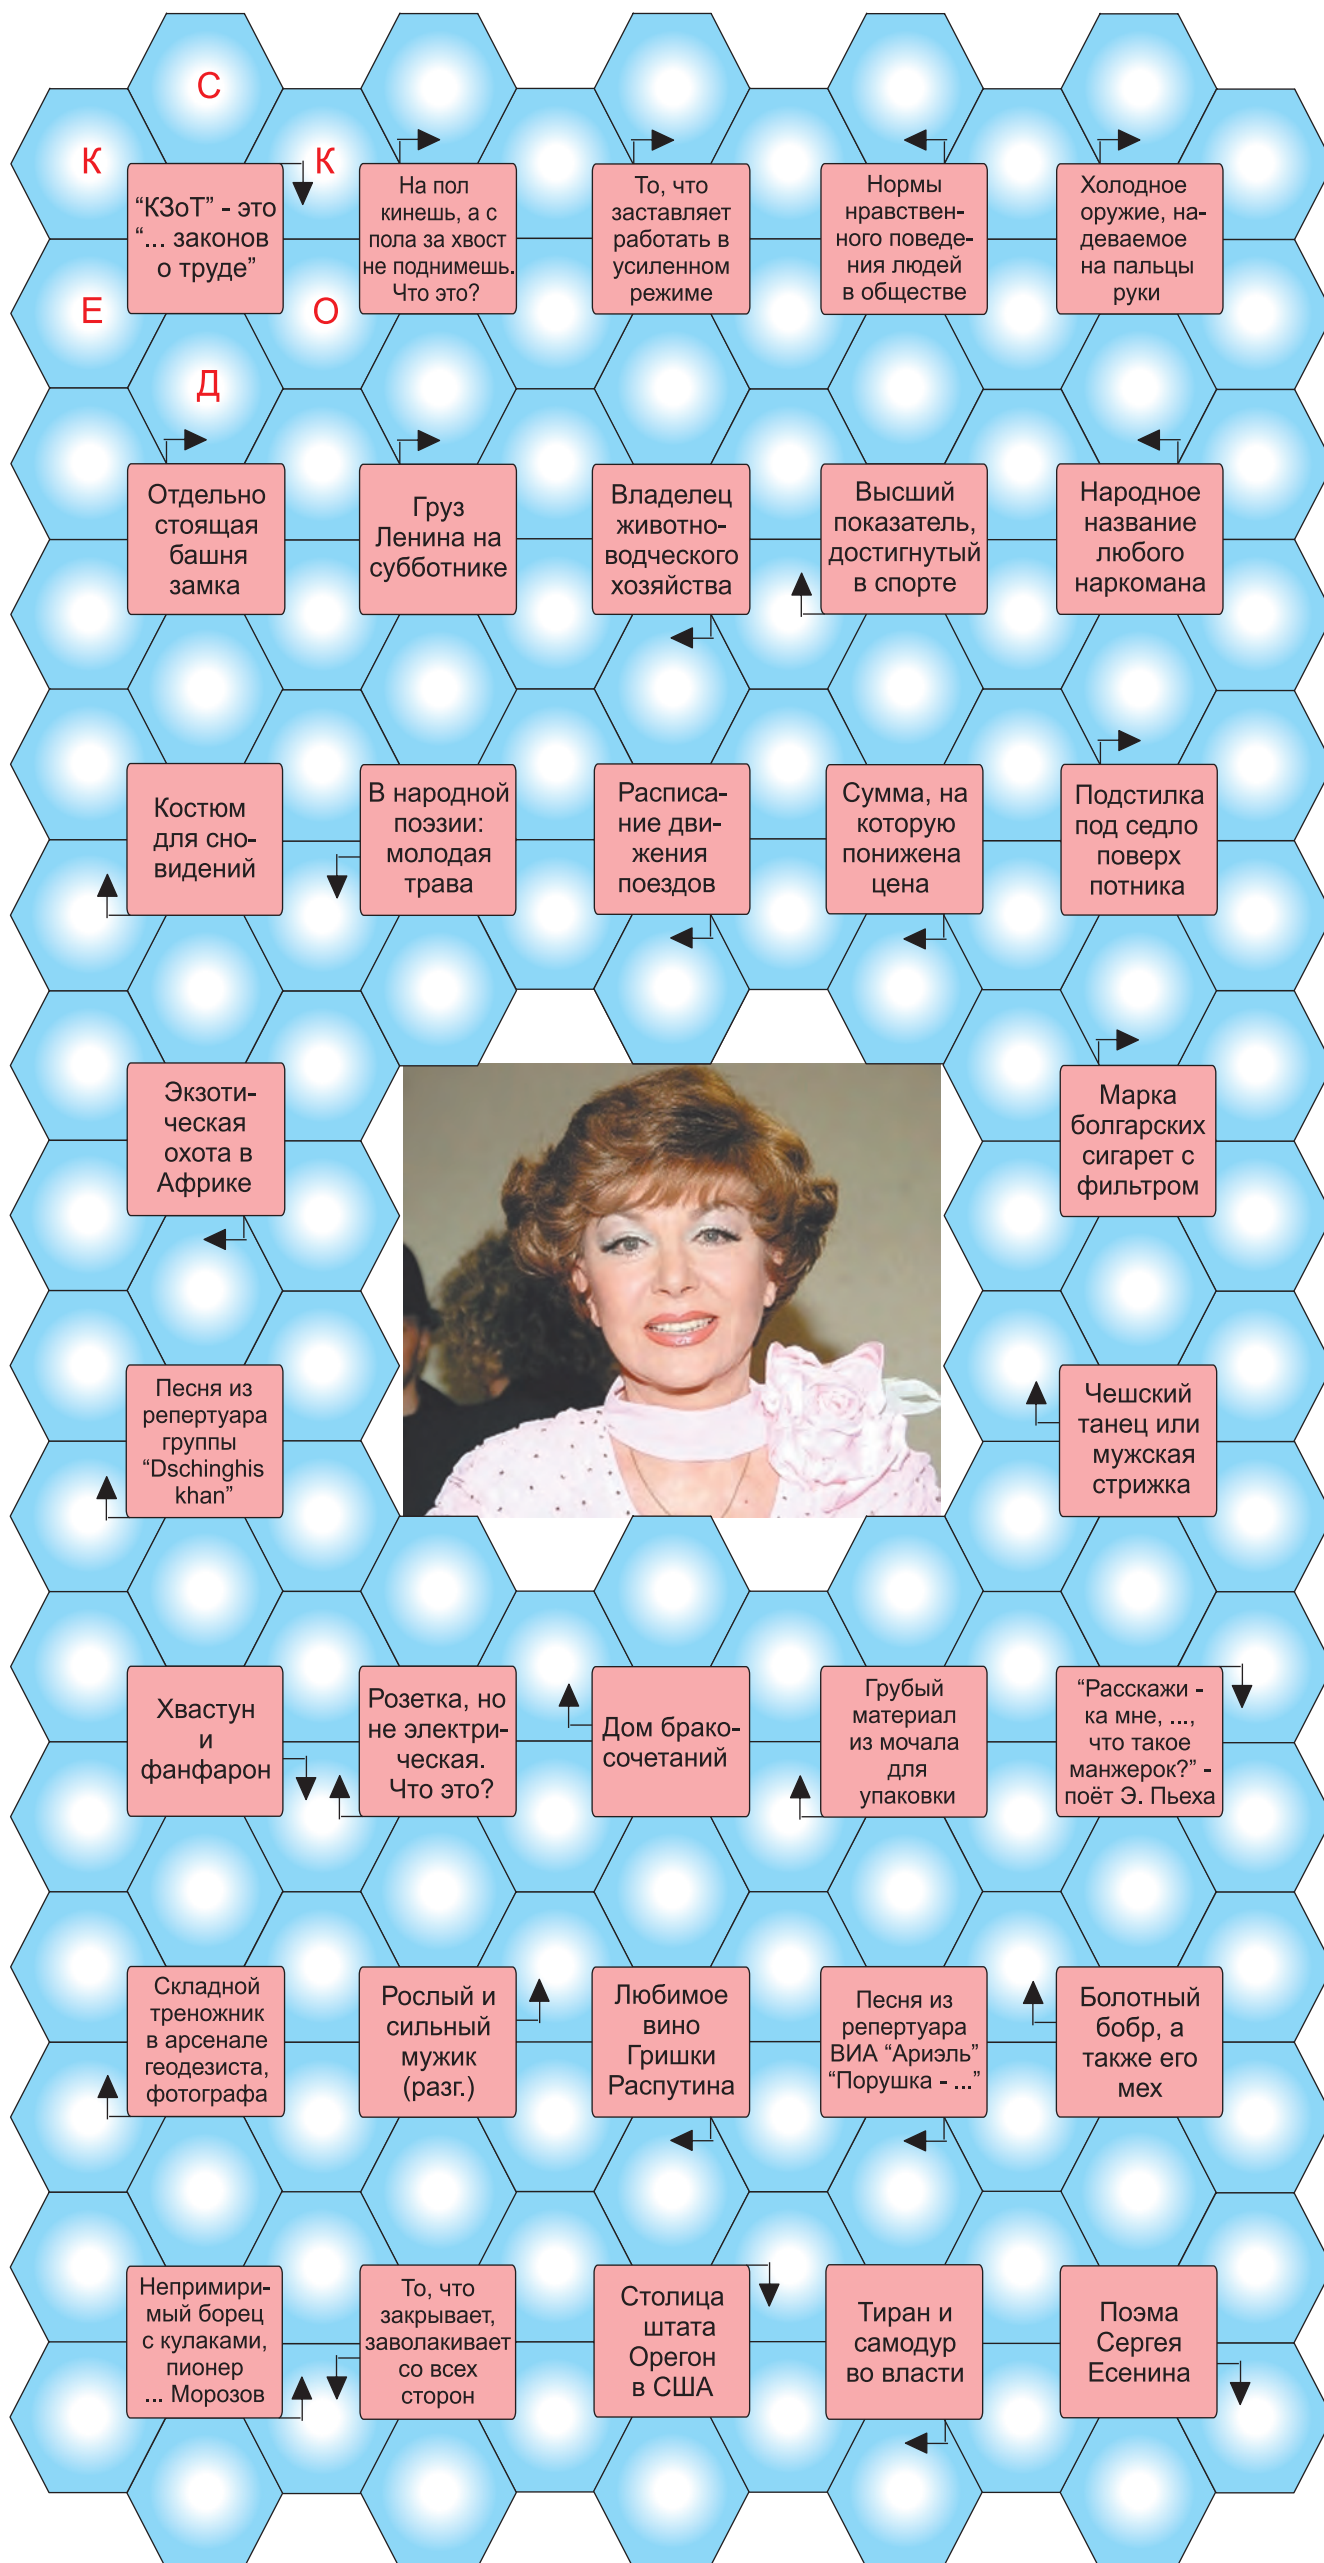 С
К
К
“КЗоТ” - это
“... законов
о труде”
На пол
кинешь, а с
пола за хвост
не поднимешь.
Что это?
То, что
заставляет
работать в
усиленном
режиме
Нормы
нравствен-
ного поведе-
ния людей
в обществе
Холодное
оружие, на-
деваемое
на пальцы
руки
Е
О
Д
Отдельно
стоящая
башня
замка
Груз
Ленина на
субботнике
Владелец
животно-
водческого
хозяйства
Высший
показатель,
достигнутый
в спорте
Народное
название
любого
наркомана
Костюм
для сно-
видений
В народной
поэзии:
молодая
трава
Расписа-
ние дви-
жения
поездов
Сумма, на
которую
понижена
цена
Подстилка
под седло
поверх
потника
Экзоти-
ческая
охота в
Африке
Марка
болгарских
сигарет с
фильтром
Песня из
репертуара
группы
“Dschinghis
khan”
Чешский
танец или
мужская
стрижка
Хвастун
и
фанфарон
Розетка, но
не электри-
ческая.
Что это?
Дом брако-
сочетаний
Грубый
материал
из мочала
для
упаковки
“Расскажи -
ка мне, ...,
что такое
манжерок?” -
поёт Э. Пьеха
Складной
треножник
в арсенале
геодезиста,
фотографа
Рослый и
сильный
мужик
(разг.)
Любимое
вино
Гришки
Распутина
Песня из
репертуара
ВИА “Ариэль”
“Порушка - ...”
Болотный
бобр, а
также его
мех
Непримири-
мый борец
с кулаками,
пионер
... Морозов
То, что
закрывает,
заволакивает
со всех
сторон
Столица
штата
Орегон
в США
Тиран и
самодур
во власти
Поэма
Сергея
Есенина